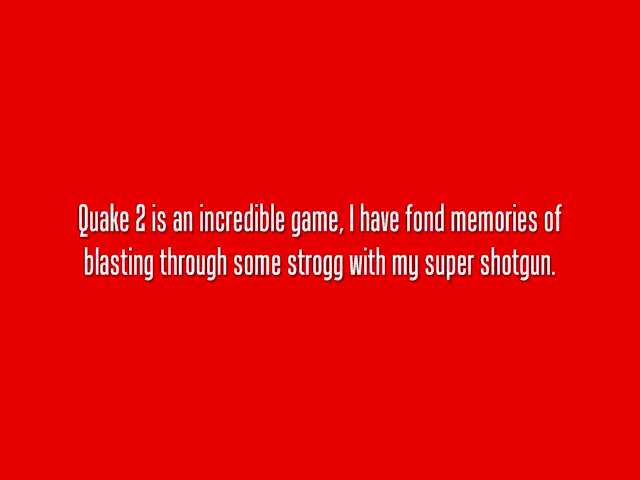 Quake 2 is an incredible game, I have fond memories of
blasting through some strogg with my super shotgun.